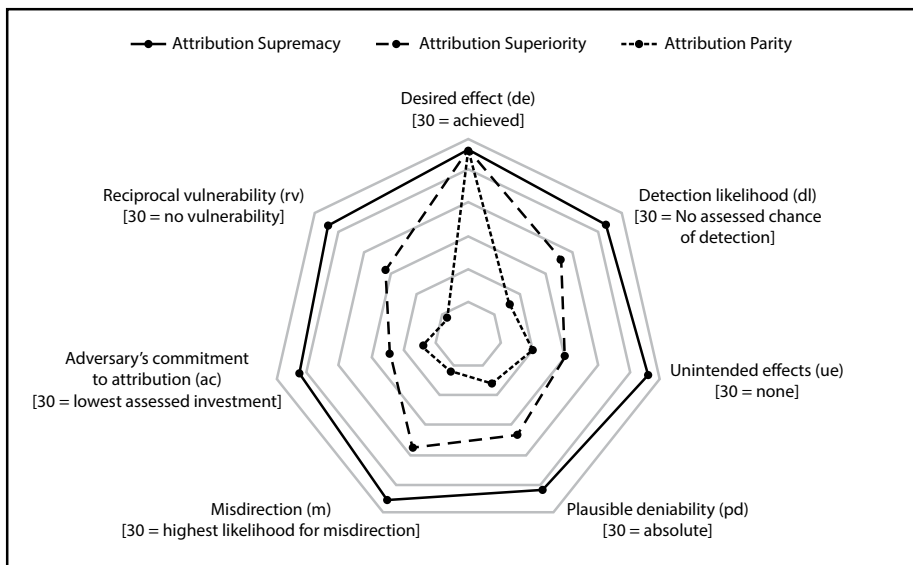 Attribution Supremacy Attribution Superiority Attribution Parity
Desired effect (de)
[30 = achieved]
Reciprocal vulnerability (rv)
[30 = no vulnerability]
Detection likelihood (dl)
[30 = No assessed chance
of detection]
Adversary’s commitment
to attribution (ac)
[30 = lowest assessed investment]
Unintended effects (ue)
[30 = none]
Misdirection (m)
[30 = highest likelihood for misdirection]
Plausible deniability (pd)
[30 = absolute]